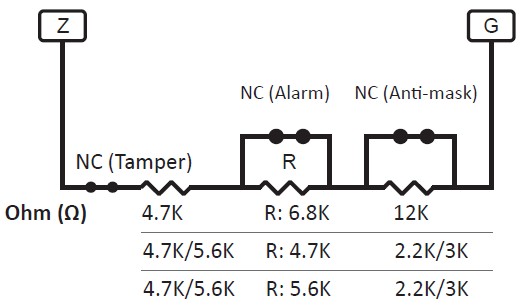 Z G
NC (Alarm) NC (Anti-mask)
NC (Tamper) R
Ohm (Ω) 4.7K R: 6.8K 12K
4.7K/5.6K R: 4.7K 2.2K/3K
4.7K/5.6K R: 5.6K 2.2K/3K